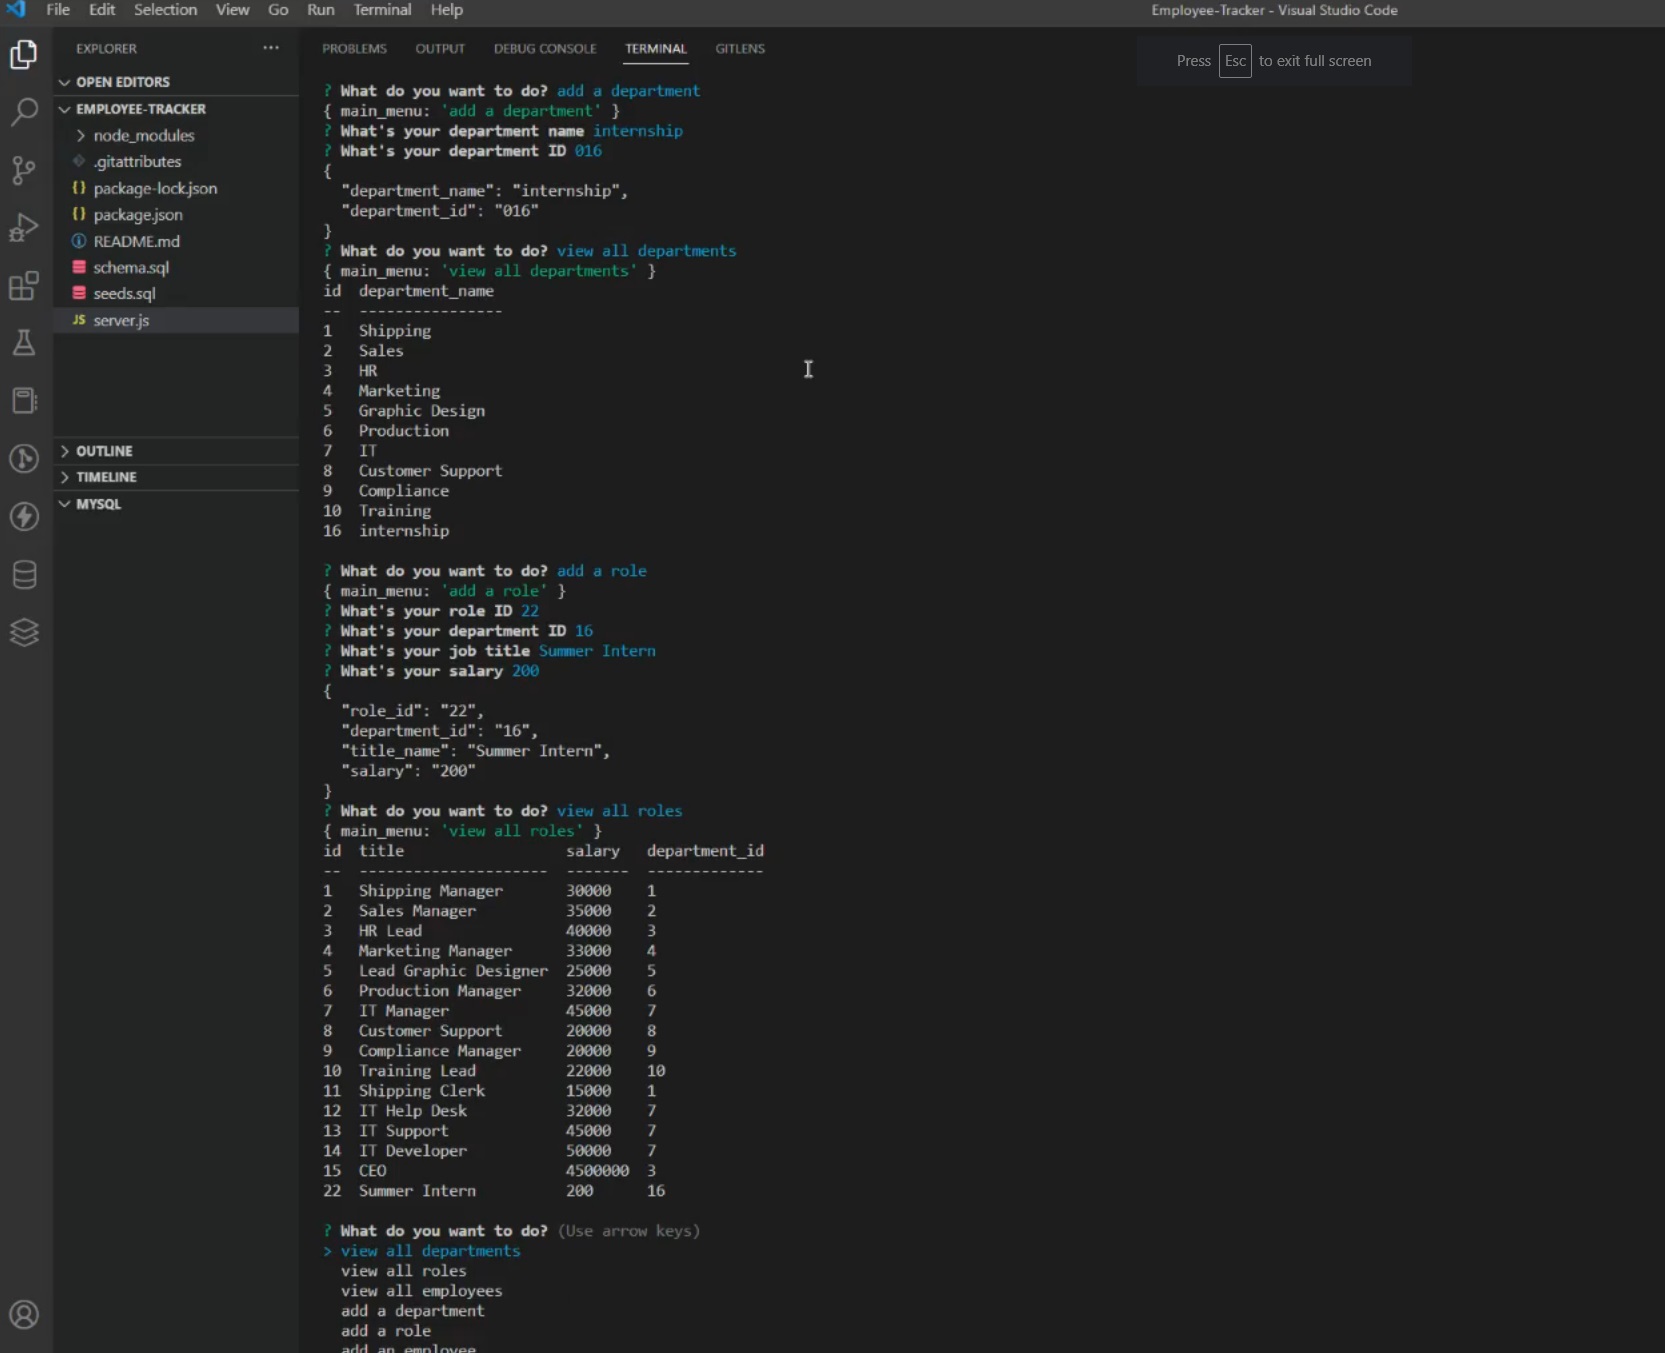 File Edit Selection View Go Run Terminal Help
Employee-Tracker - Visual Studio Code
EXPLORER ···
OPEN EDITORS
EMPLOYEE-TRACKER
node_modules
.gitattributes
package-lock.json
package.json
README.md
schema.sql
seeds.sql
JS server.js
OUTLINE
TIMELINE
MYSQL
PROBLEMS OUTPUT DEBUG CONSOLE TERMINAL GITLENS
Press Esc to exit full screen
? What do you want to do? add a department
{ main_menu: 'add a department' }
? What's your department name internship
? What's your department ID 016
{
"department_name": "internship",
"department_id": "016"
}
? What do you want to do? view all departments
{ main_menu: 'view all departments' }
id department_name
-- ----------------
1 Shipping
2 Sales
3 HR
4 Marketing
5 Graphic Design
6 Production
7 IT
8 Customer Support
9 Compliance
10 Training
16 internship
? What do you want to do? add a role
{ main_menu: 'add a role' }
? What's your role ID 22
? What's your department ID 16
? What's your job title Summer Intern
? What's your salary 200
{
"role_id": "22",
"department_id": "16",
"title_name": "Summer Intern",
"salary": "200"
}
? What do you want to do? view all roles
{ main_menu: 'view all roles' }
id title salary department_id
-- --------------------- ------- -------------
1 Shipping Manager 30000 1
2 Sales Manager 35000 2
3 HR Lead 40000 3
4 Marketing Manager 33000 4
5 Lead Graphic Designer 25000 5
6 Production Manager 32000 6
7 IT Manager 45000 7
8 Customer Support 20000 8
9 Compliance Manager 20000 9
10 Training Lead 22000 10
11 Shipping Clerk 15000 1
12 IT Help Desk 32000 7
13 IT Support 45000 7
14 IT Developer 50000 7
15 CEO 4500000 3
22 Summer Intern 200 16
? What do you want to do? (Use arrow keys)
> view all departments
view all roles
view all employees
add a department
add a role
add an employee